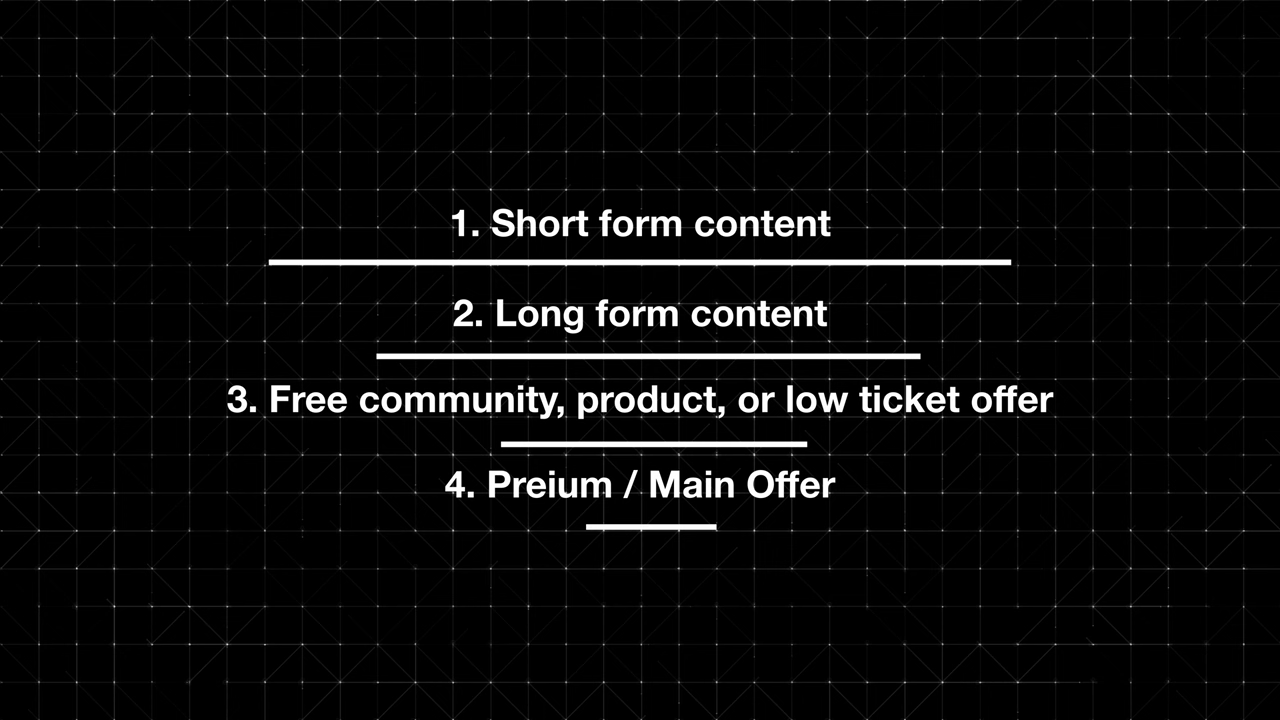 1. Short form content
2. Long form content
3. Free community, product, or low ticket offer
4. Preium / Main Offer